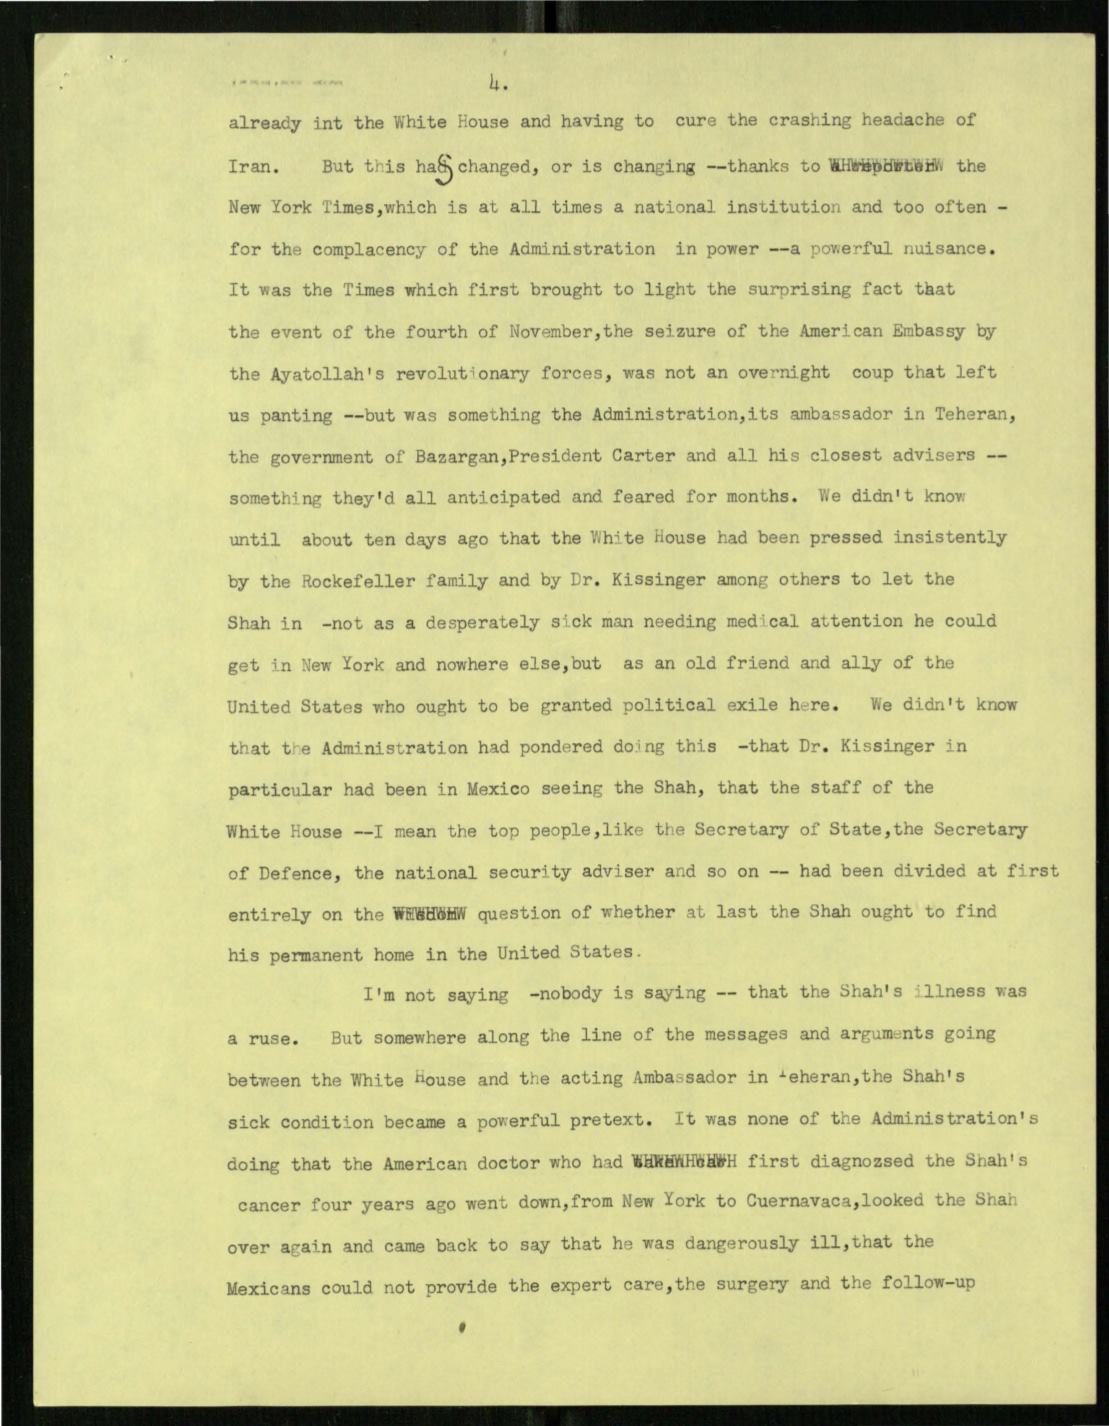 4.
already int the White House and having to cure the crashing headache of
Iran. But this has changed, or is changing --thanks to the
New York Times,which is at all times a national institution and too often -
for the complacency of the Administration in power --a powerful nuisance.
It was the Times which first brought to light the surprising fact that
the event of the fourth of November,the seizure of the American Embassy by
the Ayatollah's revolutionary forces, was not an overnight coup that left
us panting --but was something the Administration,its ambassador in Teheran,
the government of Bazargan,President Carter and all his closest advisers --
something they'd all anticipated and feared for months. We didn't know
until about ten days ago that the White House had been pressed insistently
by the Rockefeller family and by Dr. Kissinger among others to let the
Shah in -not as a desperately sick man needing medical attention he could
get in New York and nowhere else,but as an old friend and ally of the
United States who ought to be granted political exile here. We didn't know
that the Administration had pondered doing this -that Dr. Kissinger in
particular had been in Mexico seeing the Shah, that the staff of the
White House --I mean the top people,like the Secretary of State,the Secretary
of Defence, the national security adviser and so on -- had been divided at first
entirely on the question of whether at last the Shah ought to find
his permanent home in the United States.
I'm not saying -nobody is saying -- that the Shah's illness was
a ruse. But somewhere along the line of the messages and arguments going
between the White House and the acting Ambassador in Teheran,the Shah's
sick condition became a powerful pretext. It was none of the Administration's
doing that the American doctor who had first diagnozsed the Shah's
cancer four years ago went down,from New York to Cuernavaca,looked the Shah
over again and came back to say that he was dangerously ill,that the
Mexicans could not provide the expert care,the surgery and the follow-up